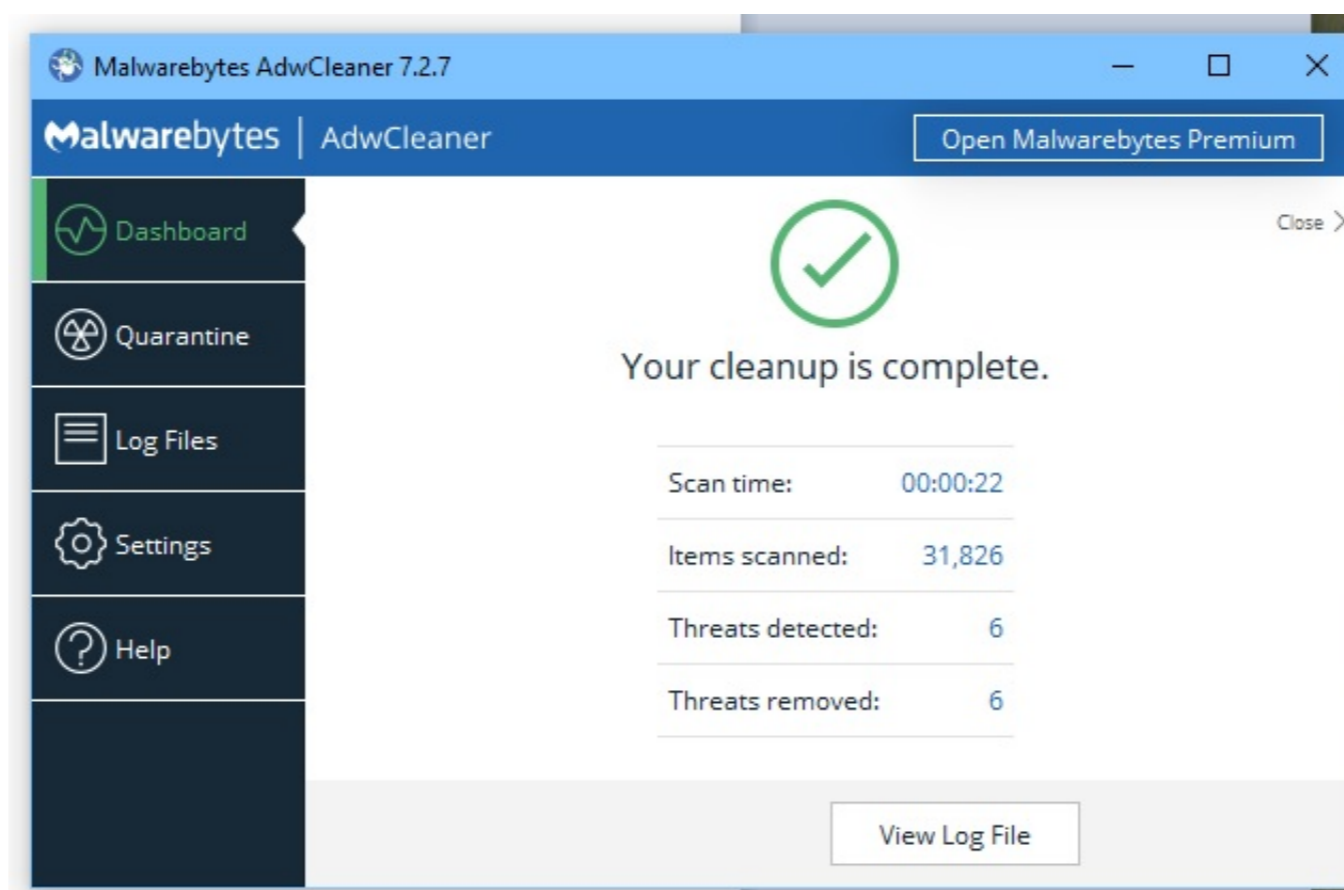 Malwarebytes AdwCleaner 7.2.7
Malwarebytes | AdwCleaner
Open Malwarebytes Premium
Dashboard
Close
Quarantine
Your cleanup is complete.
Log Files
Scan time: 00:00:22
Settings
Items scanned: 31,826
Help
Threats detected: 6
Threats removed: 6
View Log File